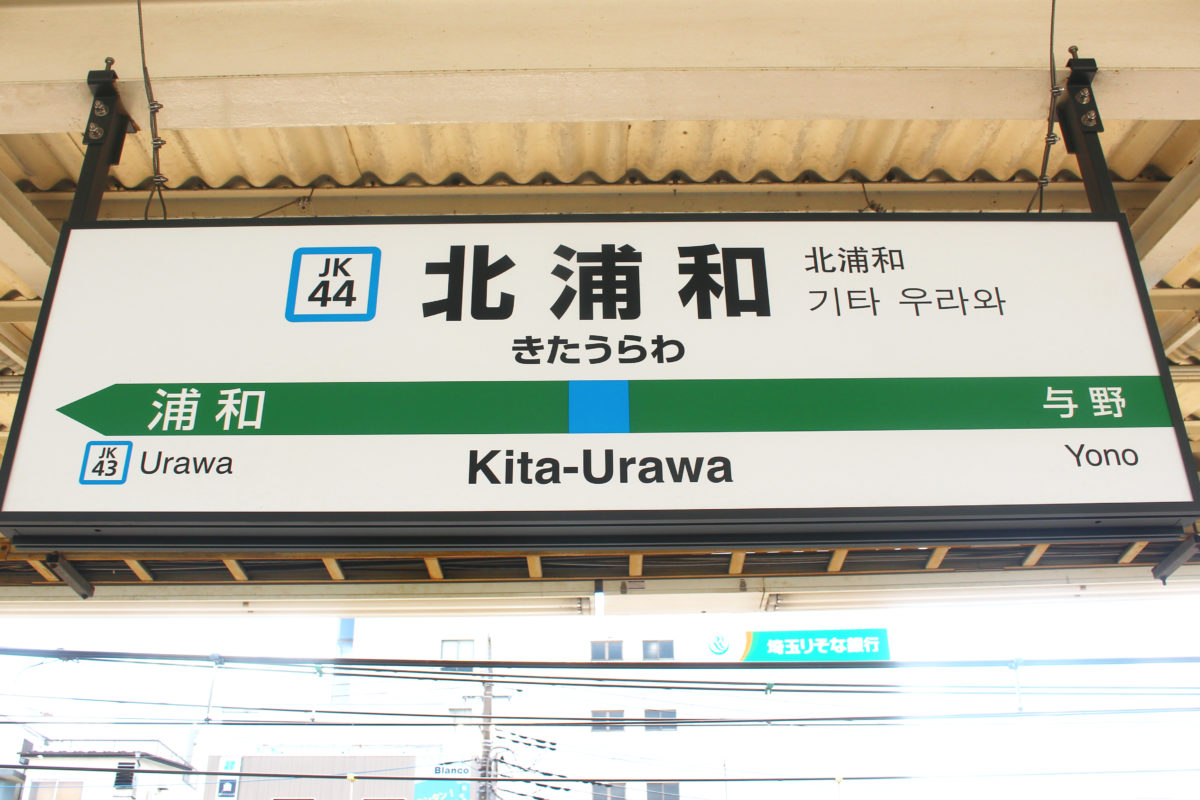 JK
44
北浦和
北浦和
기타 우라와
きたうらわ
浦和
与野
JK
43
Urawa
Kita-Urawa
Yono
埼玉りそな銀行
Blanco